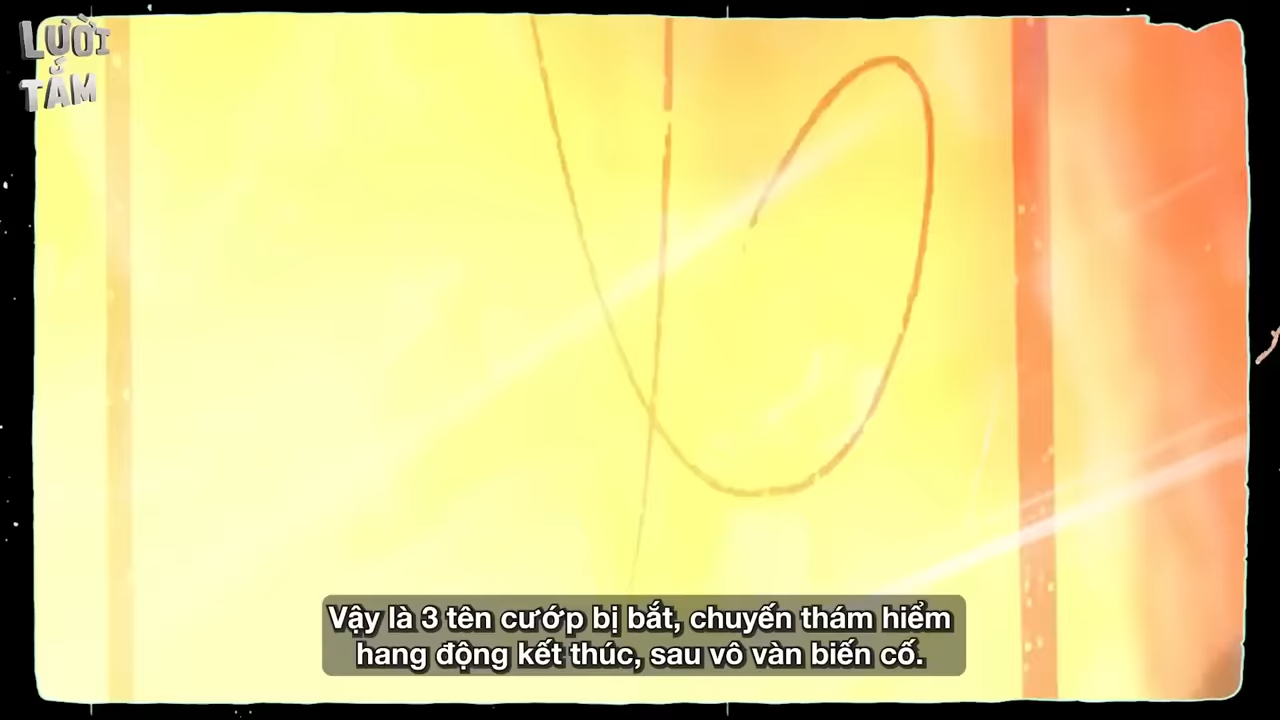 LƯỜI
TẮM
Vậy là 3 tên cướp bị bắt, chuyến thám hiểm
hang động kết thúc, sau vô vàn biến cố.